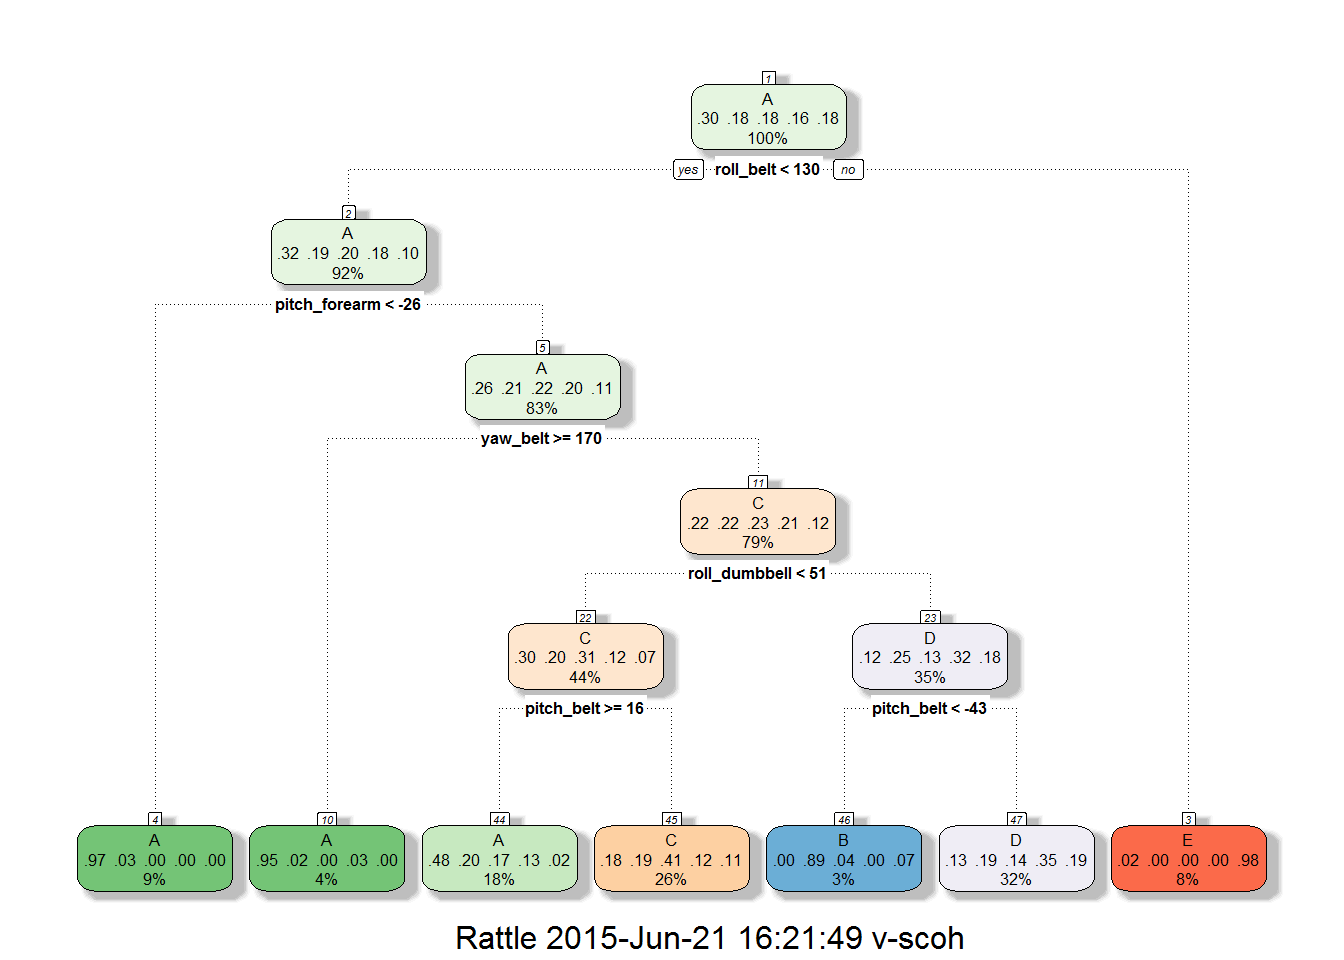 1
A
.30 .18 .18 .16 .18
100%
yes roll_belt < 130 no
2
A
.32 .19 .20 .18 .10
92%
pitch_forearm < -26
5
A
.26 .21 .22 .20 .11
83%
yaw_belt >= 170
11
C
.22 .22 .23 .21 .12
79%
roll_dumbbell < 51
22
C
.30 .20 .31 .12 .07
44%
pitch_belt >= 16
23
D
.12 .25 .13 .32 .18
35%
pitch_belt < -43
4
A
.97 .03 .00 .00 .00
9%
10
A
.95 .02 .00 .03 .00
4%
44
A
.48 .20 .17 .13 .02
18%
45
C
.18 .19 .41 .12 .11
26%
46
B
.00 .89 .04 .00 .07
3%
47
D
.13 .19 .14 .35 .19
32%
3
E
.02 .00 .00 .00 .98
8%
Rattle 2015-Jun-21 16:21:49 v-scoh